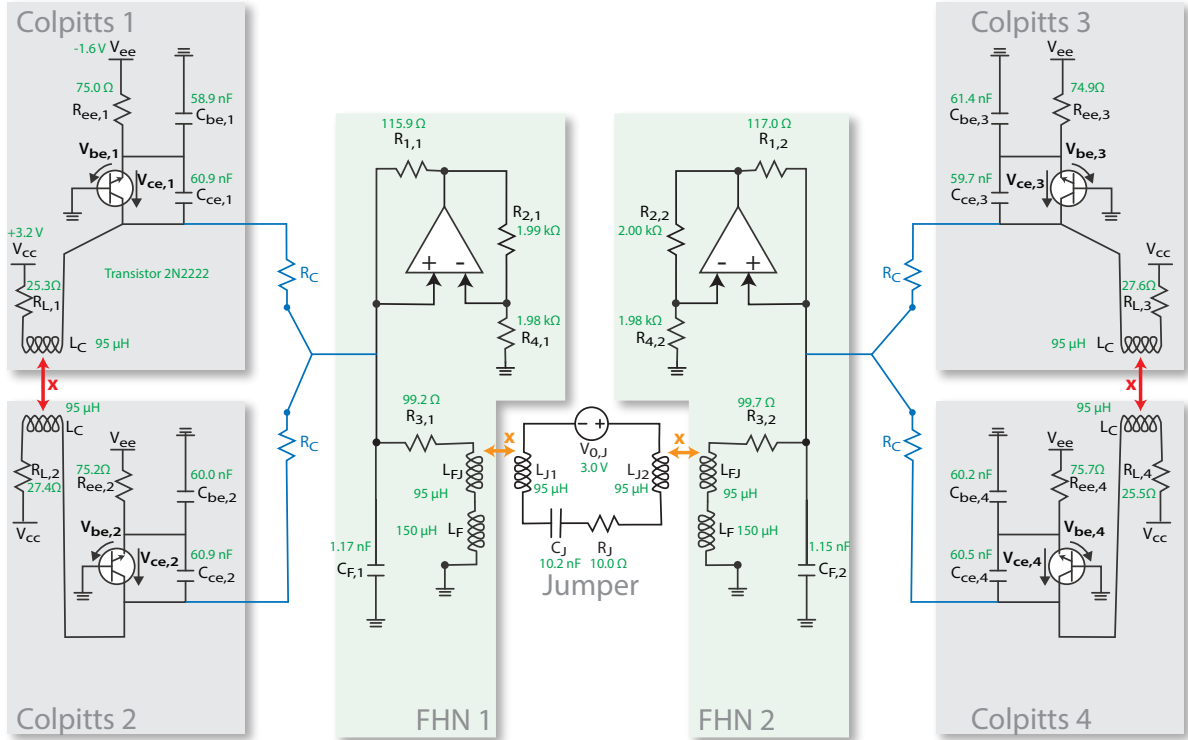 Colpitts 1
-1.6 V
Vee
75.0 Ω
Ree,1
58.9 nF
Cbe,1
Vbe,1
Vce,1
60.9 nF
Cce,1
+3.2 V
Vcc
Transistor 2N2222
25.3Ω
RL,1
LC
95 µH
RC
x
95 µH
LC
Vee
RL,2
27.4Ω
75.2Ω
Ree,2
60.0 nF
Cbe,2
Vcc
Vbe,2
Vce,2
60.9 nF
Cce,2
RC
Colpitts 2
115.9 Ω
R1,1
R2,1
1.99 kΩ
+
-
1.98 kΩ
R4,1
99.2 Ω
R3,1
x
LFJ
95 µH
150 µH
LF
1.17 nF
CF,1
FHN 1
- +
VO,J
3.0 V
LJ1
95 µH
LJ2
95 µH
CJ
10.2 nF
RJ
10.0 Ω
Jumper
117.0 Ω
R1,2
R2,2
2.00 kΩ
-
+
1.98 kΩ
R4,2
99.7 Ω
R3,2
x
LFJ
95 µH
LF
150 µH
1.15 nF
CF,2
FHN 2
Colpitts 3
Vee
61.4 nF
Cbe,3
74.9Ω
Ree,3
Vbe,3
59.7 nF
Cce,3
Vce,3
RC
Vcc
27.6Ω
RL,3
95 µH
LC
x
95 µH
LC
RC
Vee
60.2 nF
Cbe,4
75.7Ω
Ree,4
RL,4
25.5Ω
Vcc
Vbe,4
60.5 nF
Cce,4
Vce,4
Colpitts 4